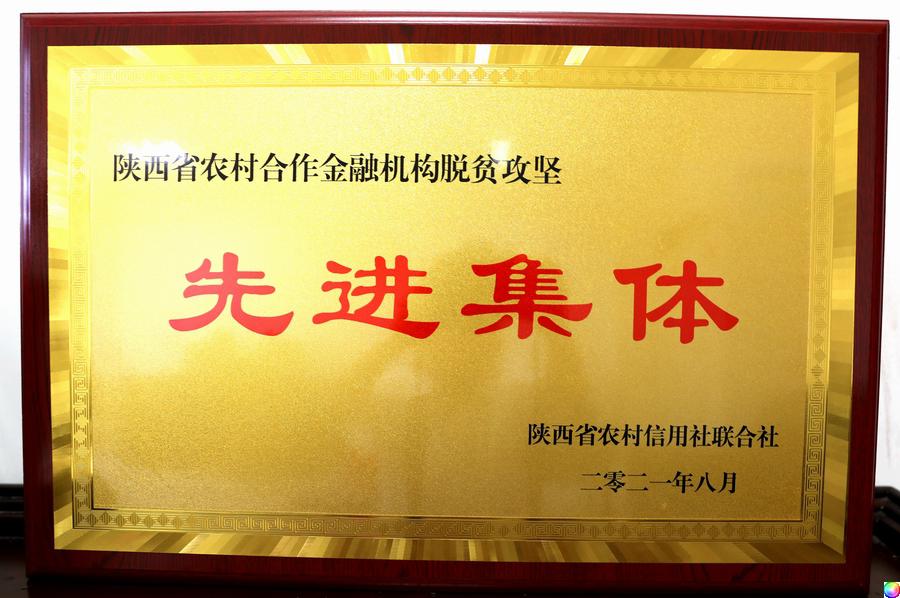 陕西省农村合作金融机构脱贫攻坚
先进集体
陕西省农村信用社联合社
二零二一年八月